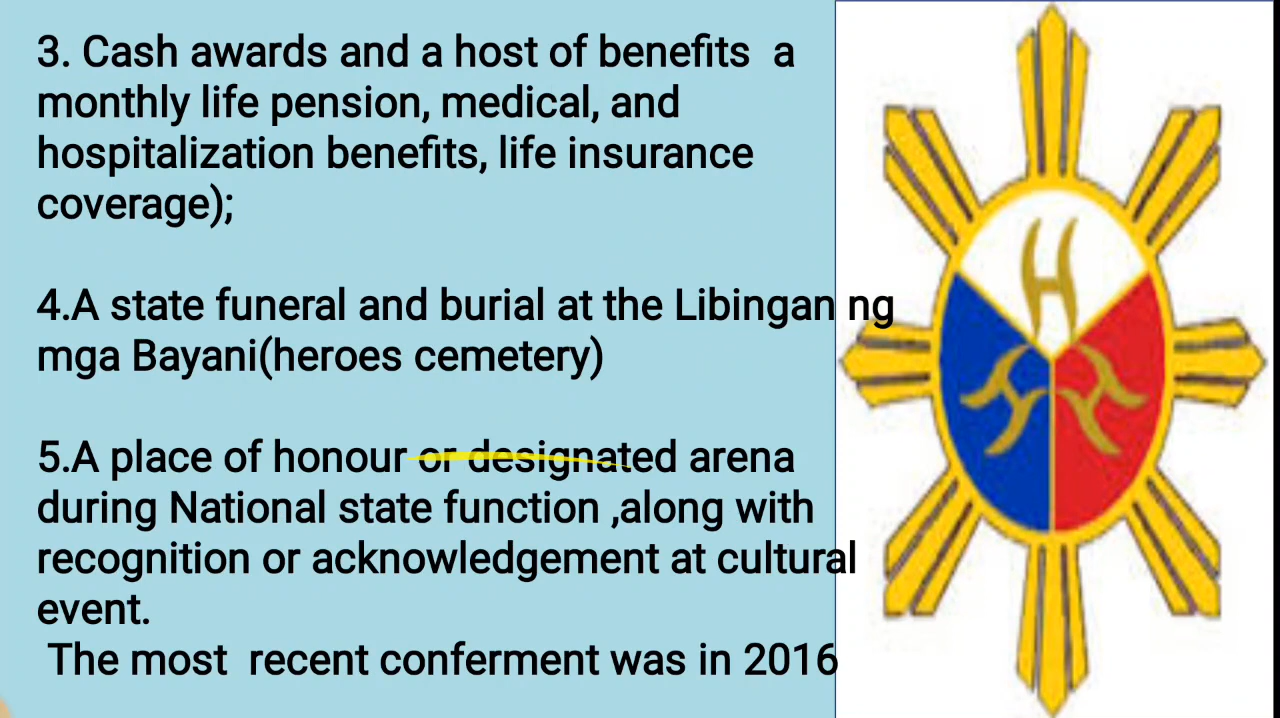 3. Cash awards and a host of benefits  a
monthly life pension, medical, and
hospitalization benefits, life insurance
coverage);
4.A state funeral and burial at the Libingan ng
mga Bayani(heroes cemetery)
5.A place of honour or designated arena
during National state function ,along with
recognition or acknowledgement at cultural
event.
The most  recent conferment was in 2016